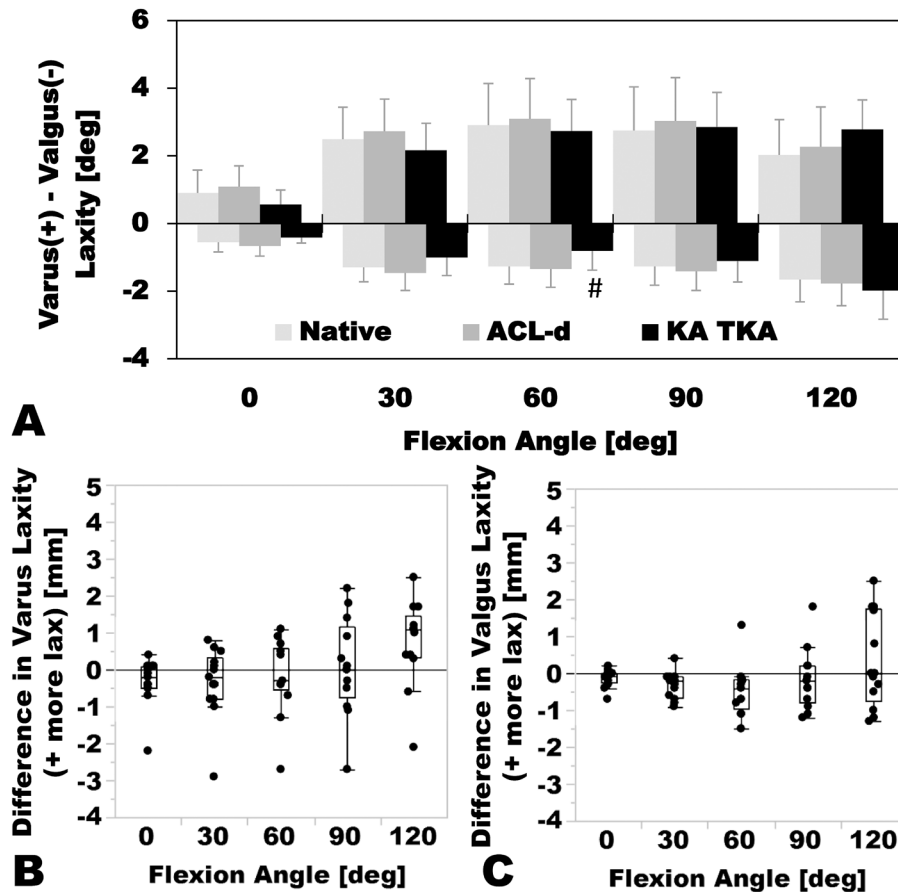 6
4
2
0
-2
-4
Varus(+) - Valgus(-)
Laxity [deg]
#
Native ACL-d KA TKA
0 30 60 90 120
Flexion Angle [deg]
A
5
4
3
2
1
0
-1
-2
-3
-4
Difference in Varus Laxity
(+ more lax) [mm]
0 30 60 90 120
Flexion Angle [deg]
B
5
4
3
2
1
0
-1
-2
-3
-4
Difference in Valgus Laxity
(+ more lax) [mm]
0 30 60 90 120
Flexion Angle [deg]
C